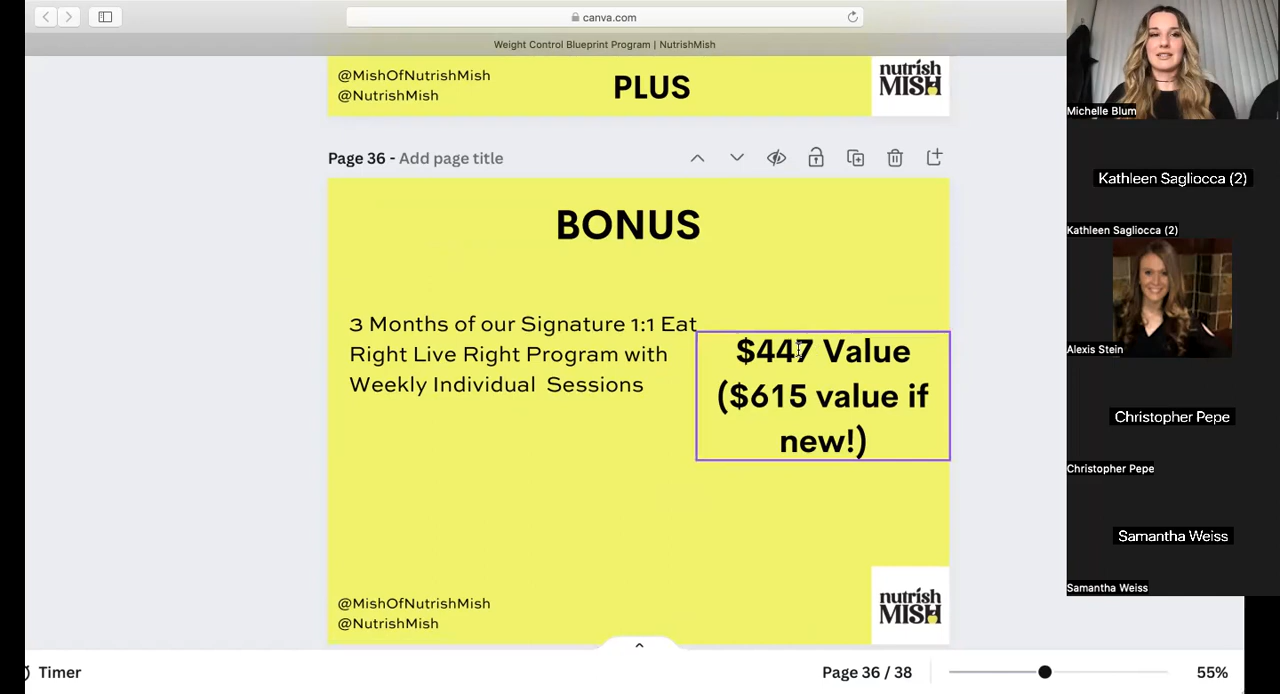 canva.com
Weight Control Blueprint Program | NutrishMish
@MishOfNutrishMish
@NutrishMish
PLUS
nutrish
MISH
Page 36 - Add page title
BONUS
3 Months of our Signature 1:1 Eat
Right Live Right Program with
Weekly Individual Sessions
$447 Value
($615 value if
new!)
@MishOfNutrishMish
@NutrishMish
nutrish
MISH
Timer
Page 36 / 38
55%
Michelle Blum
Kathleen Sagliocca (2)
Kathleen Sagliocca (2)
Alexis Stein
Christopher Pepe
Christopher Pepe
Samantha Weiss
Samantha Weiss